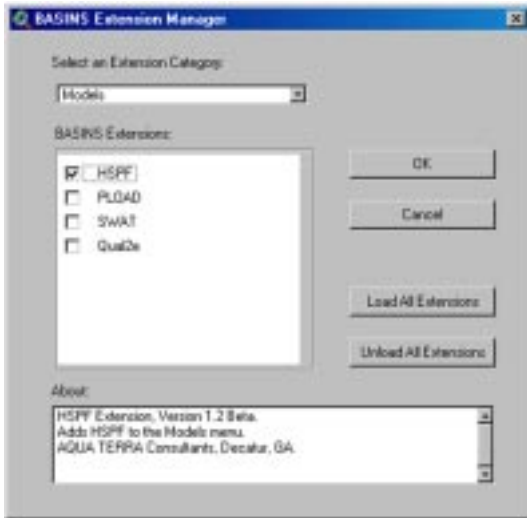 BASINS Extension Manager
Select an Extension Category:
Models
BASINS Extensions:
HSPF
PLOAD
SWAT
Qual2e
OK
Cancel
Load All Extensions
Unload All Extensions
About:
HSPF Extension, Version 1.2 Beta.
Adds HSPF to the Models menu.
AQUA TERRA Consultants, Decatur, GA.